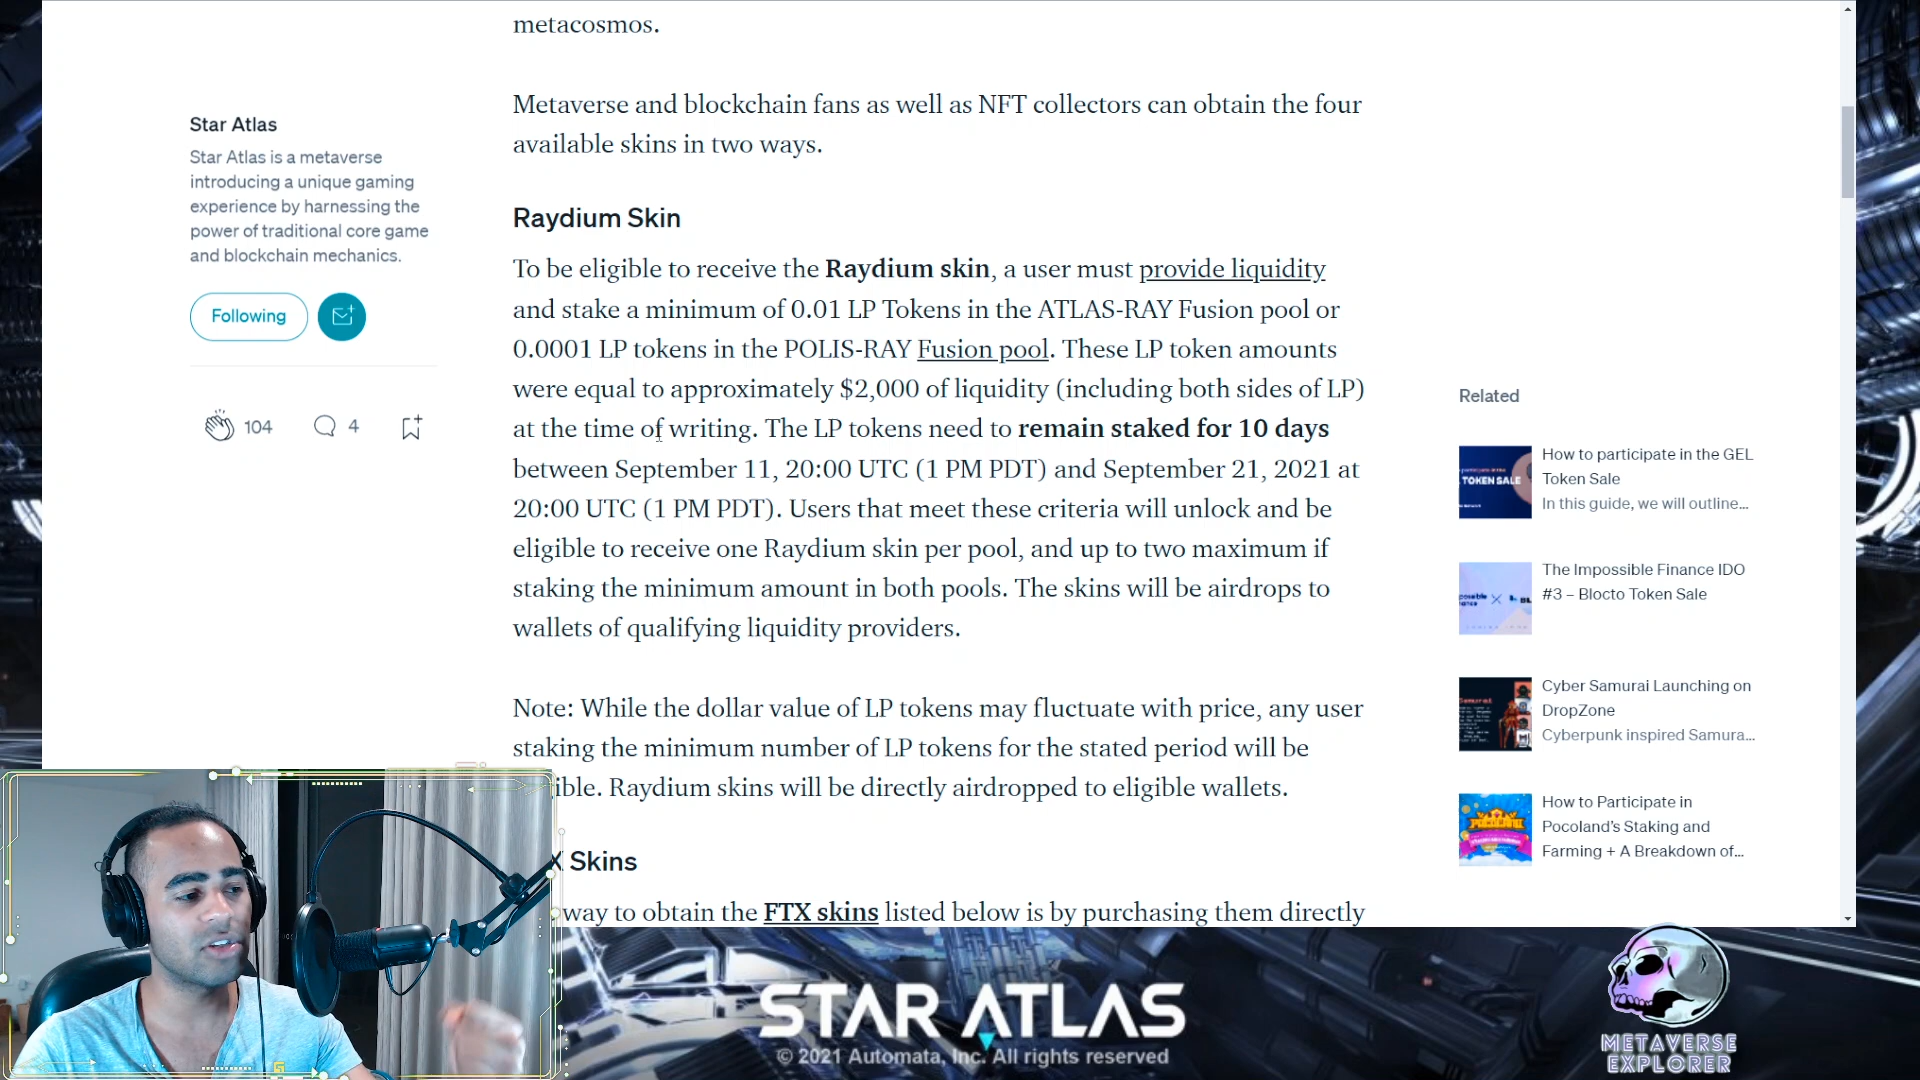 metacosmos.
Metaverse and blockchain fans as well as NFT collectors can obtain the four
available skins in two ways.
Star Atlas
Star Atlas is a metaverse
introducing a unique gaming
experience by harnessing the
power of traditional core game
and blockchain mechanics.
Following
104
4
Raydium Skin
To be eligible to receive the Raydium skin, a user must provide liquidity
and stake a minimum of 0.01 LP Tokens in the ATLAS-RAY Fusion pool or
0.0001 LP tokens in the POLIS-RAY Fusion pool. These LP token amounts
were equal to approximately $2,000 of liquidity (including both sides of LP)
at the time of writing. The LP tokens need to remain staked for 10 days
between September 11, 20:00 UTC (1 PM PDT) and September 21, 2021 at
20:00 UTC (1 PM PDT). Users that meet these criteria will unlock and be
eligible to receive one Raydium skin per pool, and up to two maximum if
staking the minimum amount in both pools. The skins will be airdrops to
wallets of qualifying liquidity providers.
Note: While the dollar value of LP tokens may fluctuate with price, any user
staking the minimum number of LP tokens for the stated period will be
ible. Raydium skins will be directly airdropped to eligible wallets.
X Skins
way to obtain the FTX skins listed below is by purchasing them directly
Related
TOKEN SALE
How to participate in the GEL
Token Sale
In this guide, we will outline...
The Impossible Finance IDO
#3 – Blocto Token Sale
Cyber Samurai Launching on
DropZone
Cyberpunk inspired Samura...
POCOLAND
How to Participate in
Pocoland's Staking and
Farming + A Breakdown of...
STAR ATLAS
© 2021 Automata, Inc. All rights reserved
METAVERSE
EXPLORER